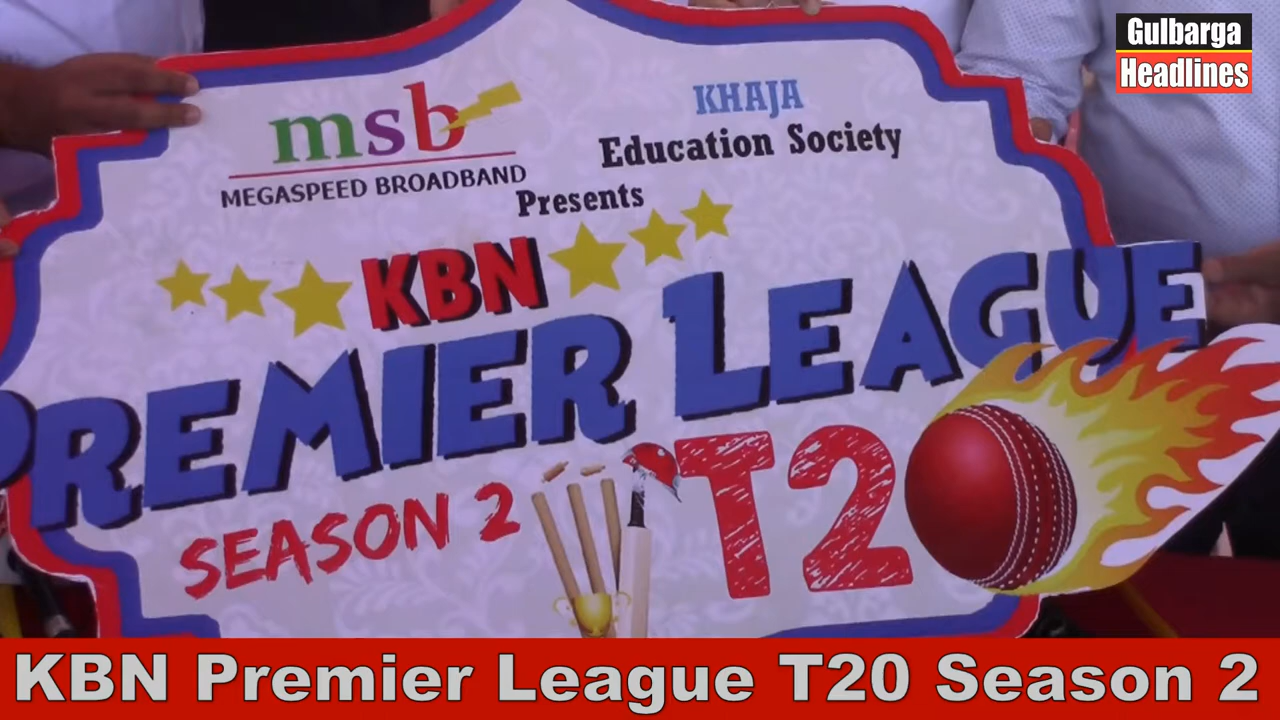 Gulbarga
Headlines
msb
MEGASPEED BROADBAND
KHAJA
Education Society
Presents
KBN
PREMIER LEAGUE
SEASON 2
T20
KBN Premier League T20 Season 2